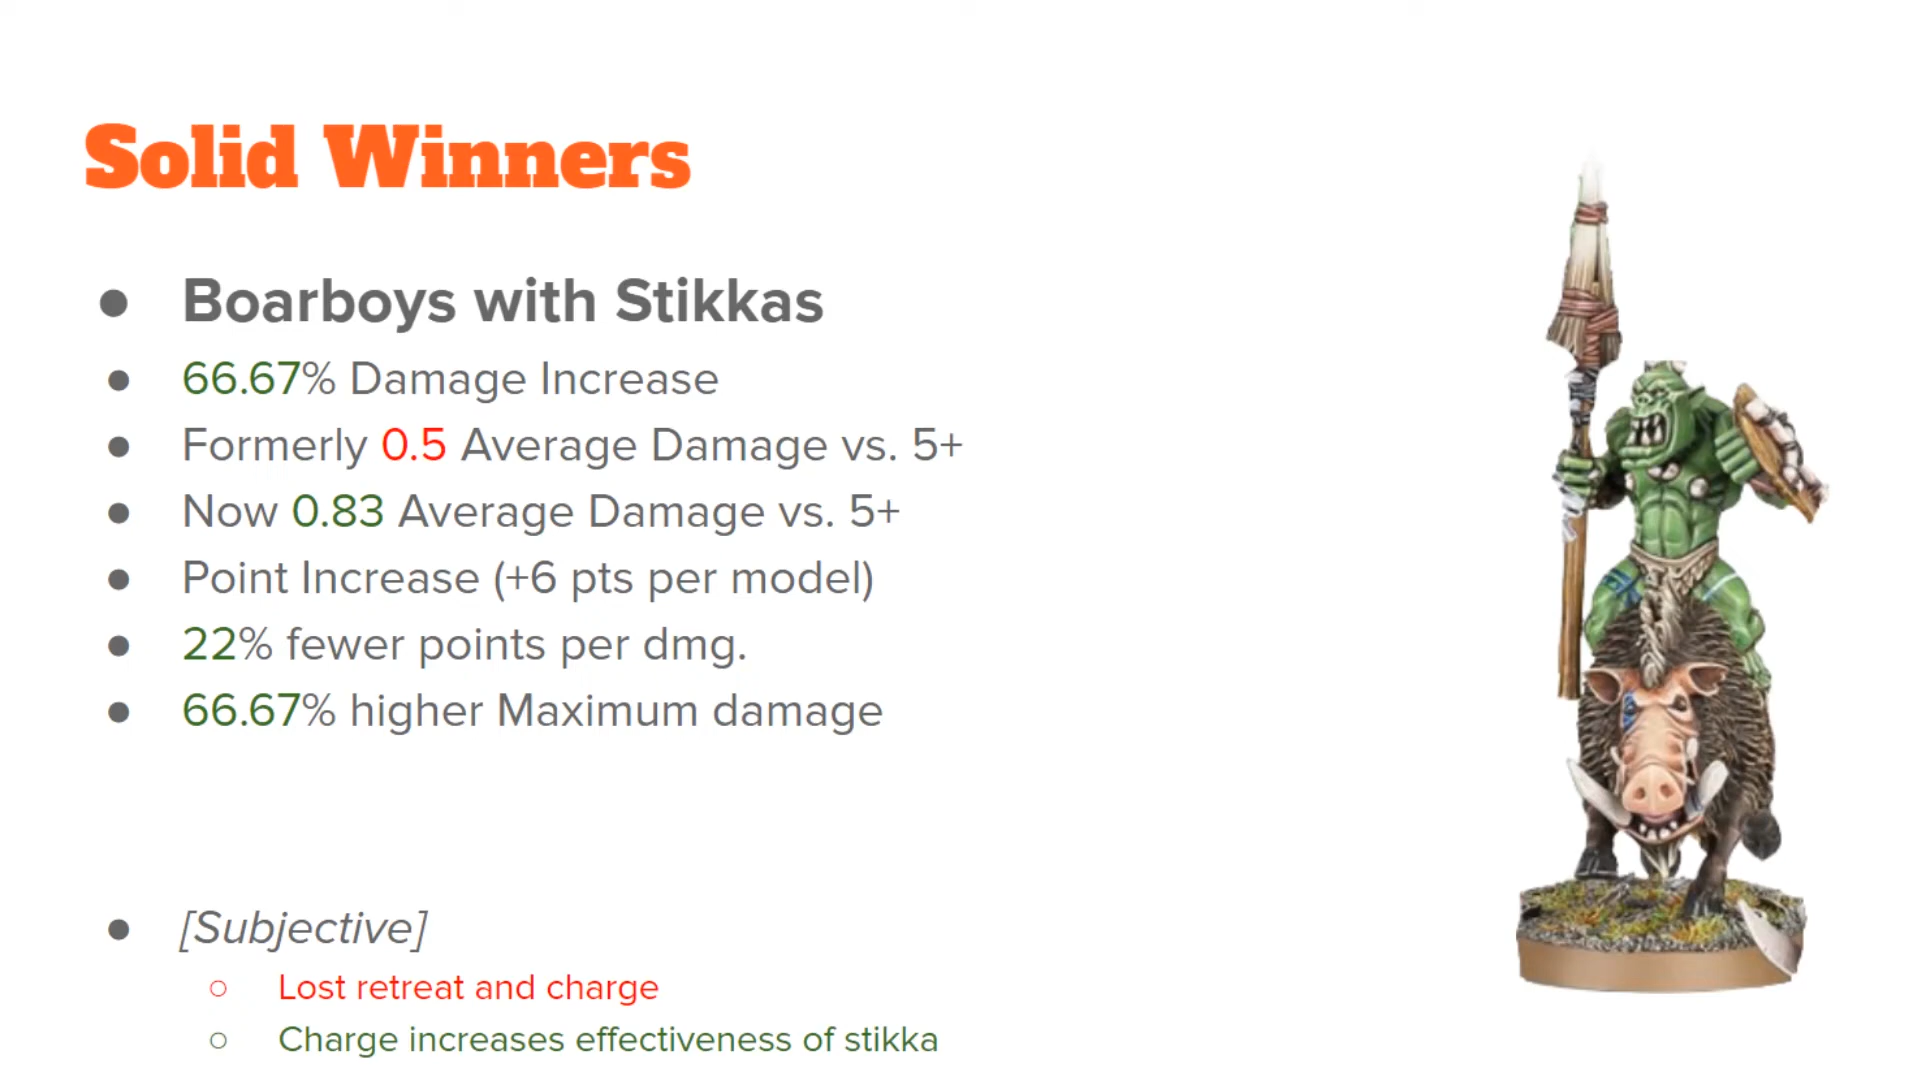 Solid Winners
Boarboys with Stikkas
66.67% Damage Increase
Formerly 0.5 Average Damage vs. 5+
Now 0.83 Average Damage vs. 5+
Point Increase (+6 pts per model)
22% fewer points per dmg.
66.67% higher Maximum damage
[Subjective]
Lost retreat and charge
Charge increases effectiveness of stikka